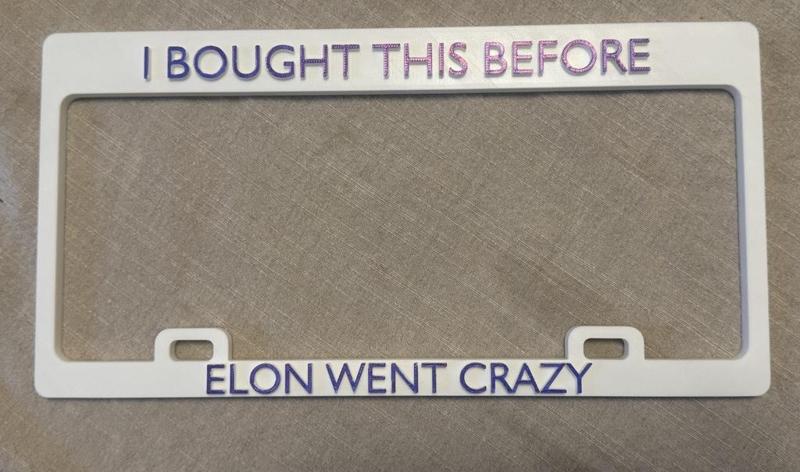 I BOUGHT THIS BEFORE
ELON WENT CRAZY